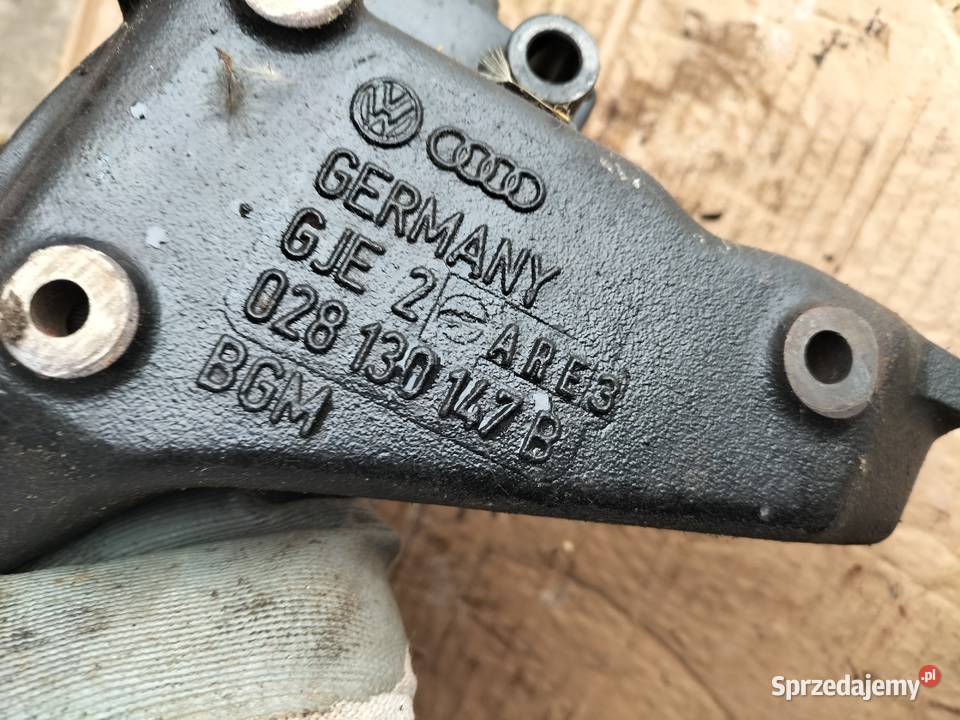 GERMANY
GJE 2 ARE3
028 130 147 B
BGM
Sprzedajemy.pl